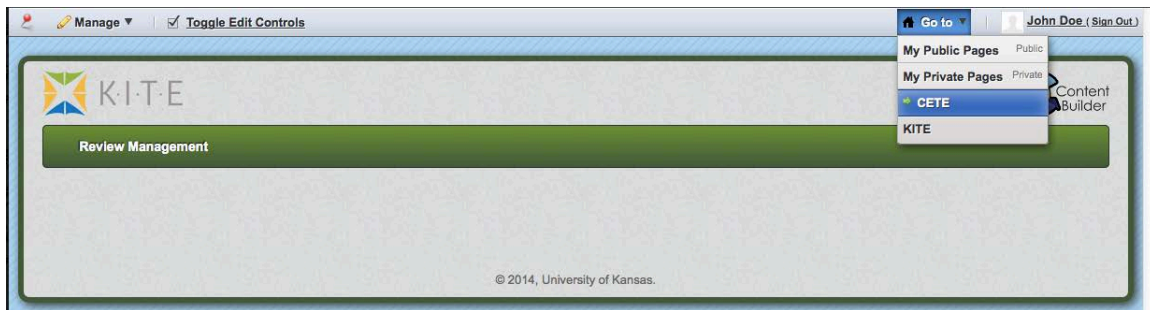 Manage ▼ Toggle Edit Controls Go to ▼ John Doe ( Sign Out )
My Public Pages Public
My Private Pages Private
CETE
KITE
K·I·T·E
Content
Builder
Review Management
© 2014, University of Kansas.